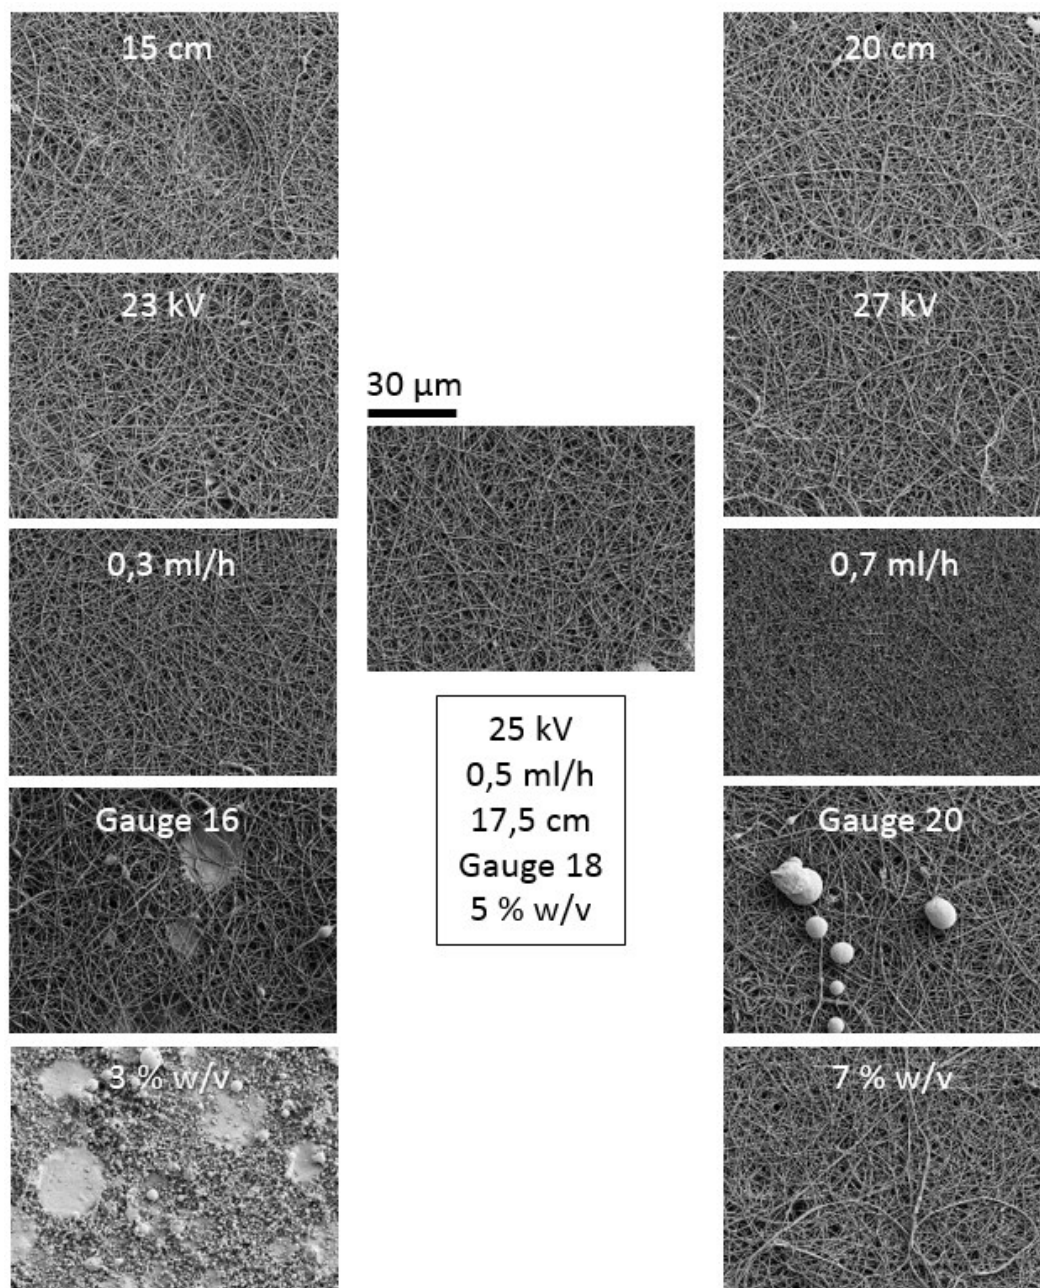 15 cm
20 cm
23 kV
27 kV
30 μm
0,3 ml/h
0,7 ml/h
25 kV
0,5 ml/h
17,5 cm
Gauge 18
5 % w/v
Gauge 16
Gauge 20
3 % w/v
7 % w/v